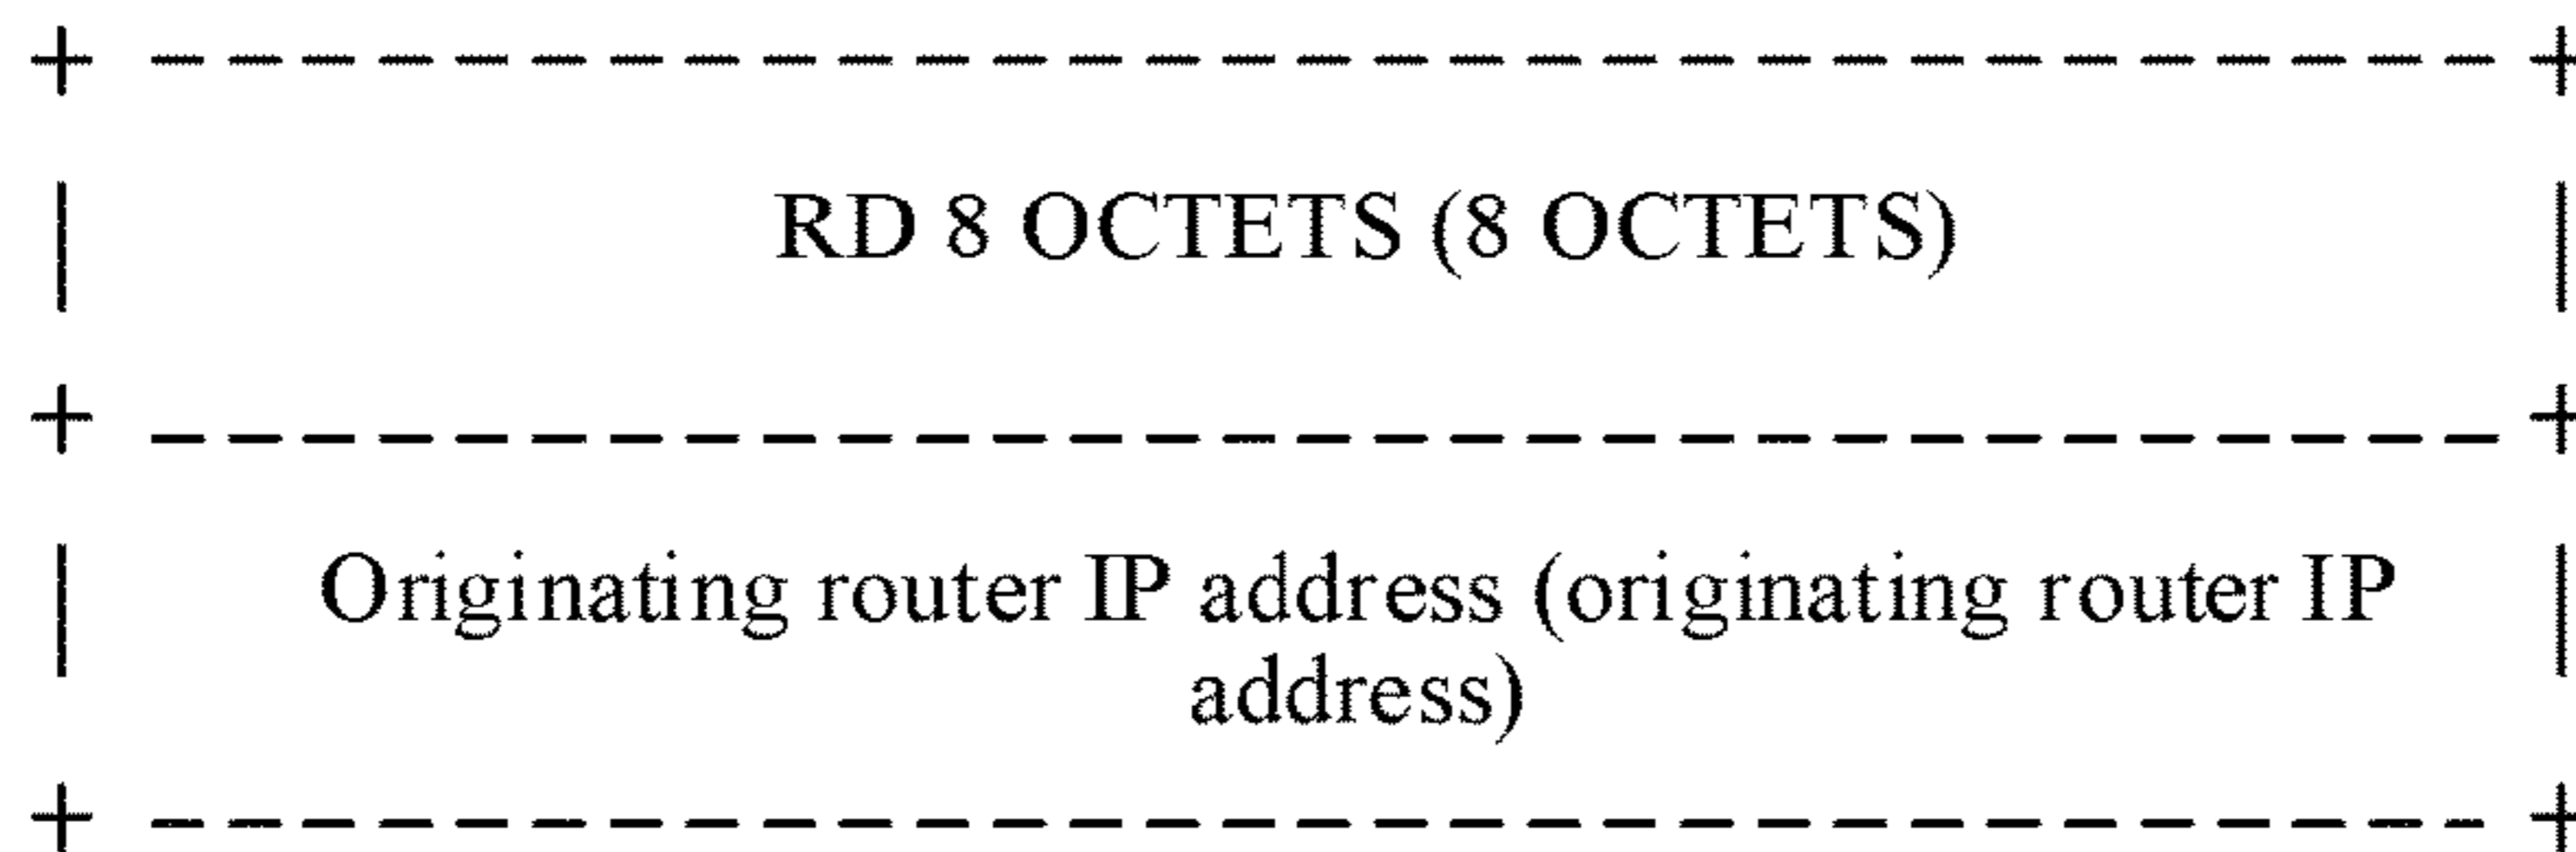 RD 8 OCTETS (8 OCTETS)
Originating router IP address (originating router IP
address)